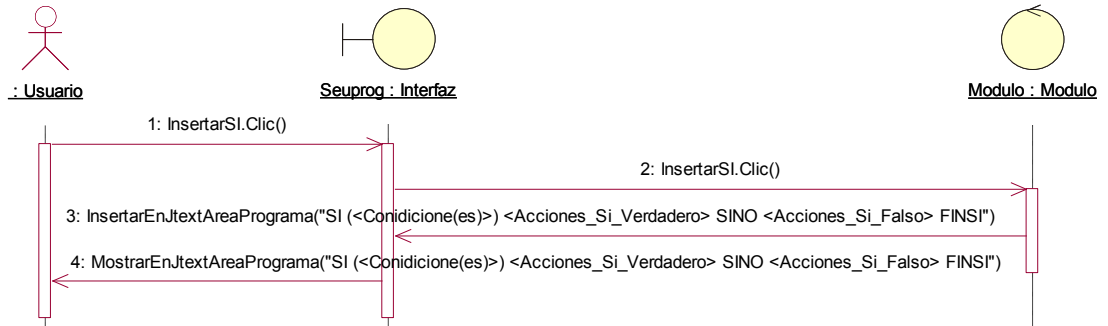 : Usuario
Seuprog : Interfaz
Modulo : Modulo
1: InsertarSI.Clic()
2: InsertarSI.Clic()
3: InsertarEnJtextAreaPrograma("SI (<Conidicione(es)>) <Acciones_Si_Verdadero> SINO <Acciones_Si_Falso> FINSI")
4: MostrarEnJtextAreaPrograma("SI (<Conidicione(es)>) <Acciones_Si_Verdadero> SINO <Acciones_Si_Falso> FINSI")